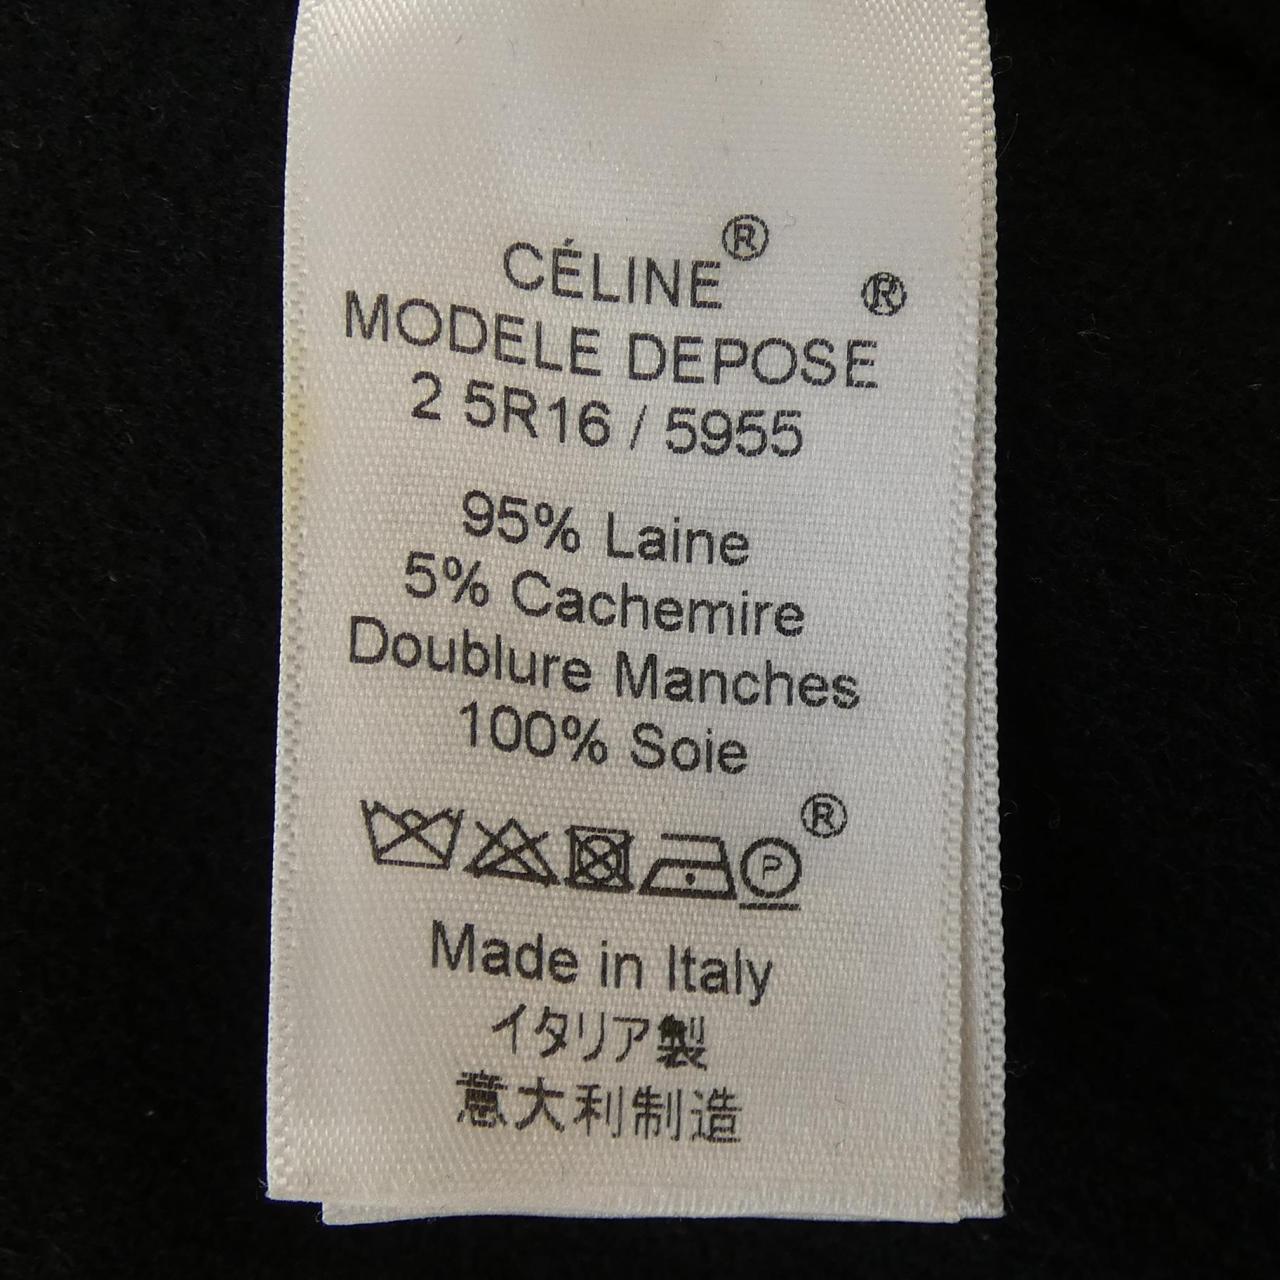 CÉLINE®
MODELE DEPOSE®
2 5R16 / 5955
95% Laine
5% Cachemire
Doublure Manches
100% Soie
P ®
Made in Italy
イタリア製
意大利制造